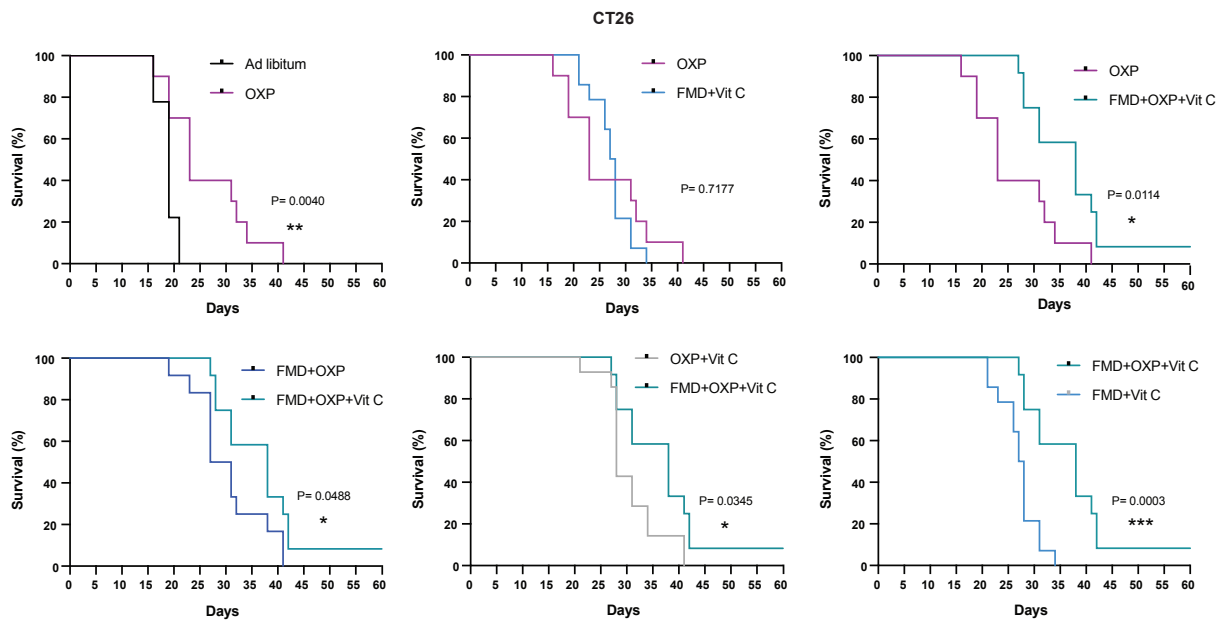 CT26
100
80
60
40
20
0
Survival (%)
Ad libitum
OXP
P= 0.0040
**
0 5 10 15 20 25 30 35 40 45 50 55 60
Days
100
80
60
40
20
0
Survival (%)
OXP
FMD+Vit C
P= 0.7177
0 5 10 15 20 25 30 35 40 45 50 55 60
Days
100
80
60
40
20
0
Survival (%)
OXP
FMD+OXP+Vit C
P= 0.0114
*
0 5 10 15 20 25 30 35 40 45 50 55 60
Days
100
80
60
40
20
0
Survival (%)
FMD+OXP
FMD+OXP+Vit C
P= 0.0488
*
0 5 10 15 20 25 30 35 40 45 50 55 60
Days
100
80
60
40
20
0
Survival (%)
OXP+Vit C
FMD+OXP+Vit C
P= 0.0345
*
0 5 10 15 20 25 30 35 40 45 50 55 60
Days
100
80
60
40
20
0
Survival (%)
FMD+OXP+Vit C
FMD+Vit C
P= 0.0003
***
0 5 10 15 20 25 30 35 40 45 50 55 60
Days